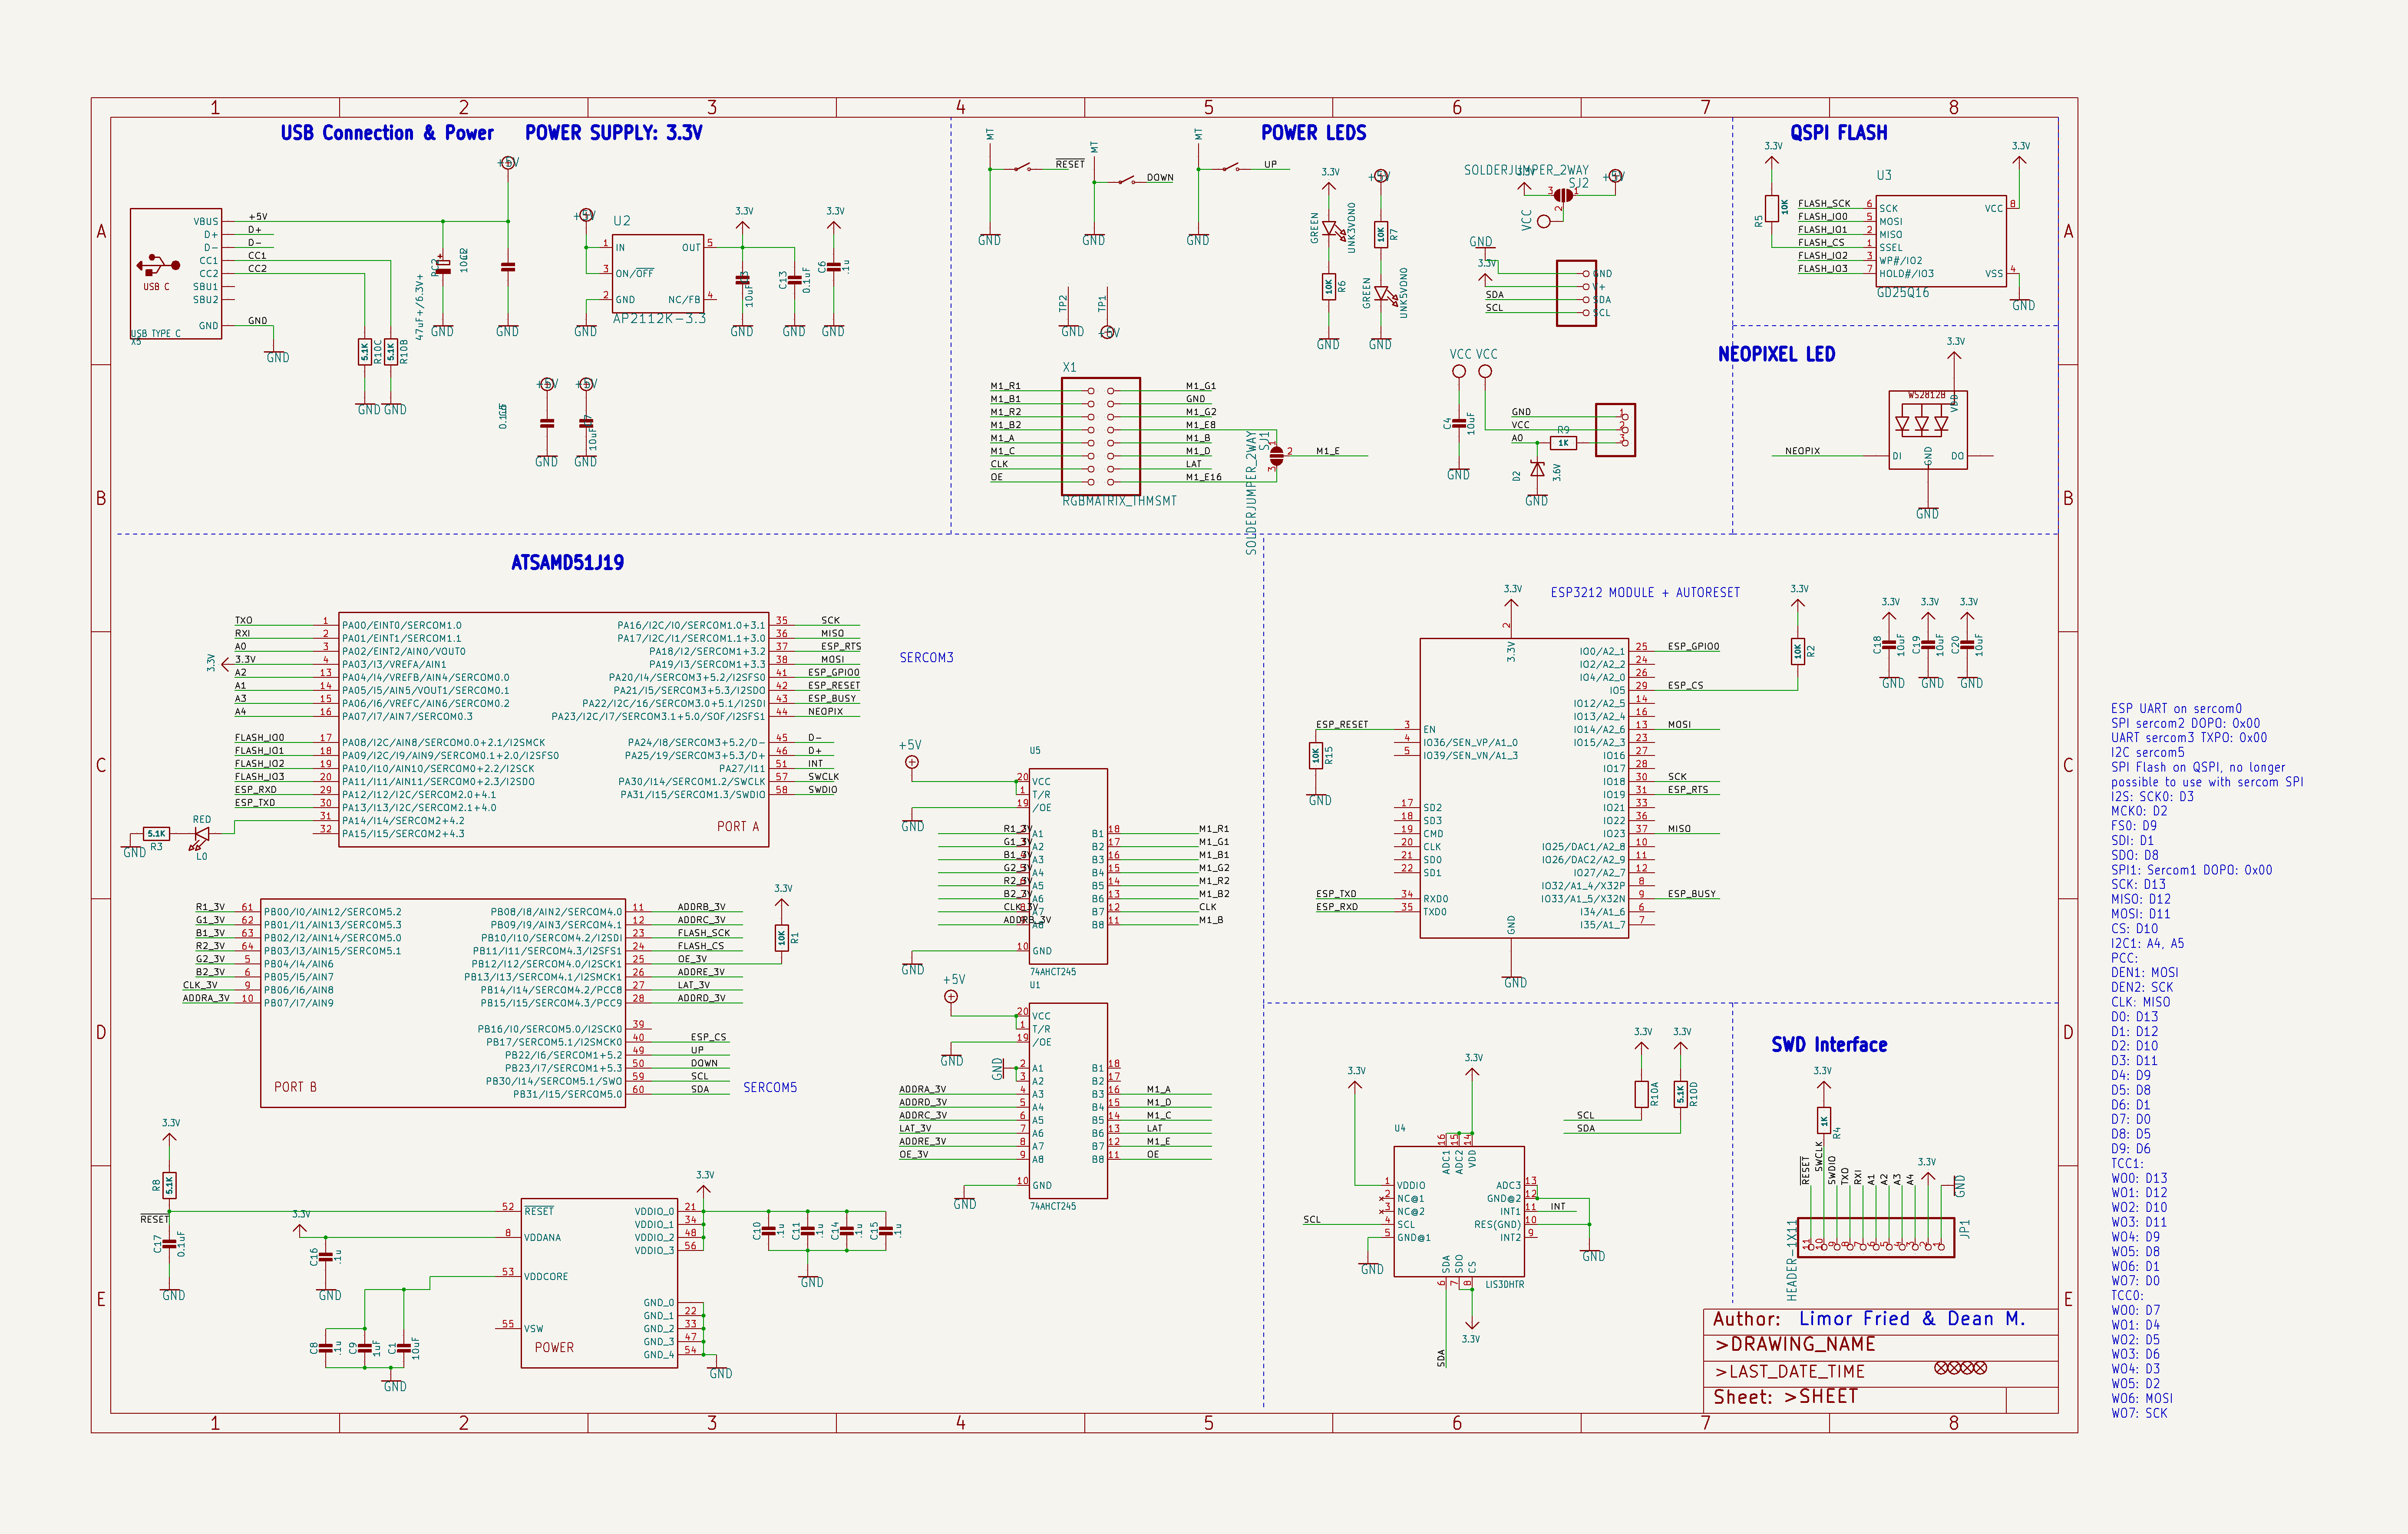 1 2 3 4 5 6 7 8
USB Connection & Power
POWER SUPPLY: 3.3V
POWER LEDS
QSPI FLASH
A
B
C
D
E
VBUS +5V
D+ D+
D- D-
CC1 CC1
CC2 CC2
SBU1
SBU2
GND GND
USB C
USB TYPE C
X5
GND
5.1K R10C
5.1K R10B
GND GND
47uF+/6.3V+
+5V
GND GND
+5V
U2
1 IN OUT 5
3 ON/OFF
2 GND NC/FB 4
AP2112K-3.3
GND
3.3V 3.3V
10uF
C13 0.1uF
C6 .1u
GND GND GND
+5V +5V
10uF
GND GND
MT MT MT
RESET
DOWN
UP
GND GND GND
TP2 TP1
GND +5V
3.3V +5V
GREEN UNK3VDNO
10K R7
10K R6
GREEN UNK5VDNO
GND GND
SOLDERJUMPER_2WAY
3.3V +5V
SJ2
3 1
2
VCC
GND
3.3V
SDA
SCL
GND
V+
SDA
SCL
3.3V
R5 10K
U3
FLASH_SCK 6 SCK VCC 8
FLASH_IO0 5 MOSI
FLASH_IO1 2 MISO
FLASH_CS 1 SSEL
FLASH_IO2 3 WP#/IO2
FLASH_IO3 7 HOLD#/IO3 VSS 4
GD25Q16
3.3V
GND
X1
M1_R1 M1_G1
M1_B1 GND
M1_R2 M1_G2
M1_B2 M1_E8
M1_A M1_B
M1_C M1_D
CLK LAT
OE M1_E16
RGBMATRIX_THMSMT
SOLDERJUMPER_2WAY
SJ1
1 2 3
M1_E
VCC VCC
C4 10uF
GND
GND
VCC
A0
R9
1K
1
2
3
D2 3.6V
GND
NEOPIXEL LED
3.3V
WS2812B
VDD
NEOPIX DI GND DO
GND
ATSAMD51J19
TXO 1 PA00/EINT0/SERCOM1.0
RXI 2 PA01/EINT1/SERCOM1.1
A0 3 PA02/EINT2/AIN0/VOUT0
3.3V 3.3V 4 PA03/I3/VREFA/AIN1
A2 13 PA04/I4/VREFB/AIN4/SERCOM0.0
A1 14 PA05/I5/AIN5/VOUT1/SERCOM0.1
A3 15 PA06/I6/VREFC/AIN6/SERCOM0.2
A4 16 PA07/I7/AIN7/SERCOM0.3
FLASH_IO0 17 PA08/I2C/AIN8/SERCOM0.0+2.1/I2SMCK
FLASH_IO1 18 PA09/I2C/I9/AIN9/SERCOM0.1+2.0/I2SFS0
FLASH_IO2 19 PA10/I10/AIN10/SERCOM0+2.2/I2SCK
FLASH_IO3 20 PA11/I11/AIN11/SERCOM0+2.3/I2SDO
ESP_RXD 29 PA12/I12/I2C/SERCOM2.0+4.1
ESP_TXD 30 PA13/I13/I2C/SERCOM2.1+4.0
31 PA14/I14/SERCOM2+4.2
32 PA15/I15/SERCOM2+4.3
PA16/I2C/I0/SERCOM1.0+3.1 35 SCK
PA17/I2C/I1/SERCOM1.1+3.0 36 MISO
PA18/I2/SERCOM1+3.2 37 ESP_RTS
PA19/I3/SERCOM1+3.3 38 MOSI
PA20/I4/SERCOM3+5.2/I2SFS0 41 ESP_GPIO0
PA21/I5/SERCOM3+5.3/I2SDO 42 ESP_RESET
PA22/I2C/I6/SERCOM3.0+5.1/I2SDI 43 ESP_BUSY
PA23/I2C/I7/SERCOM3.1+5.0/SOF/I2SFS1 44 NEOPIX
PA24/I8/SERCOM3+5.2/D- 45 D-
PA25/I9/SERCOM3+5.3/D+ 46 D+
PA27/I11 51 INT
PA30/I14/SERCOM1.2/SWCLK 57 SWCLK
PA31/I15/SERCOM1.3/SWDIO 58 SWDIO
PORT A
SERCOM3
GND 5.1K R3 RED L0
R1_3V 61 PB00/I0/AIN12/SERCOM5.2
G1_3V 62 PB01/I1/AIN13/SERCOM5.3
B1_3V 63 PB02/I2/AIN14/SERCOM5.0
R2_3V 64 PB03/I3/AIN15/SERCOM5.1
G2_3V 5 PB04/I4/AIN6
B2_3V 6 PB05/I5/AIN7
CLK_3V 9 PB06/I6/AIN8
ADDRA_3V 10 PB07/I7/AIN9
PB08/I8/AIN2/SERCOM4.0 11 ADDRB_3V
PB09/I9/AIN3/SERCOM4.1 12 ADDRC_3V
PB10/I10/SERCOM4.2/I2SDI 23 FLASH_SCK
PB11/I11/SERCOM4.3/I2SFS1 24 FLASH_CS
PB12/I12/SERCOM4.0/I2SCK1 25 OE_3V
PB13/I13/SERCOM4.1/I2SMCK1 26 ADDRE_3V
PB14/I14/SERCOM4.2/PCC8 27 LAT_3V
PB15/I15/SERCOM4.3/PCC9 28 ADDRD_3V
PB16/I0/SERCOM5.0/I2SCK0 39
PB17/SERCOM5.1/I2SMCK0 40 ESP_CS
PB22/I6/SERCOM1+5.2 49 UP
PB23/I7/SERCOM1+5.3 50 DOWN
PB30/I14/SERCOM5.1/SWO 59 SCL
PB31/I15/SERCOM5.0 60 SDA
PORT B
SERCOM5
3.3V
10K R1
3.3V
R8 5.1K
RESET
C17 0.1uF
GND
3.3V
C16 .1u
GND
52 RESET
8 VDDANA
53 VDDCORE
55 VSW
POWER
VDDIO_0 21
VDDIO_1 34
VDDIO_2 48
VDDIO_3 56
GND_0
GND_1 22
GND_2 33
GND_3 47
GND_4 54
GND
C8 .1u
C9 1uF
C1 10uF
GND
3.3V
C10 .1u
C11 .1u
C14 .1u
C15 .1u
GND
+5V
GND
U5
20 VCC
1 T/R
19 /OE
R1_3V A1 B1 18 M1_R1
G1_3V A2 B2 17 M1_G1
B1_3V A3 B3 16 M1_B1
G2_3V A4 B4 15 M1_G2
R2_3V A5 B5 14 M1_R2
B2_3V A6 B6 13 M1_B2
CLK_3V A7 B7 12 CLK
ADDRB_3V A8 B8 11 M1_B
10 GND
GND
74AHCT245
U1
+5V
GND
20 VCC
1 T/R
19 /OE
GND 2 A1 B1 18
3 A2 B2 17
ADDRA_3V 4 A3 B3 16 M1_A
ADDRD_3V 5 A4 B4 15 M1_D
ADDRC_3V 6 A5 B5 14 M1_C
LAT_3V 7 A6 B6 13 LAT
ADDRE_3V 8 A7 B7 12 M1_E
OE_3V 9 A8 B8 11 OE
10 GND
GND
74AHCT245
ESP3212 MODULE + AUTORESET
3.3V
2
3.3V
ESP_RESET 3 EN
4 IO36/SEN_VP/A1_0
5 IO39/SEN_VN/A1_3
10K R15
GND
17 SD2
18 SD3
19 CMD
20 CLK
21 SD0
22 SD1
ESP_TXD 34 RXD0
ESP_RXD 35 TXD0
IO0/A2_1 25 ESP_GPIO0
IO2/A2_2 24
IO4/A2_0 26
IO5 29 ESP_CS
IO12/A2_5 14
IO13/A2_4 16
IO14/A2_6 13 MOSI
IO15/A2_3 23
IO16 27
IO17 28
IO18 30 SCK
IO19 31 ESP_RTS
IO21 33
IO22 36
IO23 37 MISO
IO25/DAC1/A2_8 10
IO26/DAC2/A2_9 11
IO27/A2_7 12
IO32/A1_4/X32P 8
IO33/A1_5/X32N 9 ESP_BUSY
I34/A1_6 6
I35/A1_7 7
GND
GND
3.3V
10K R2
3.3V 3.3V 3.3V
C18 10uF
C19 10uF
C20 10uF
GND GND GND
3.3V 3.3V
R10A
5.1K R10D
SCL
SDA
3.3V 3.3V
U4
16 15 14
ADC1 ADC2 VDD
1 VDDIO ADC3 13
2 NC@1 GND@2 12
3 NC@2 INT1 11 INT
SCL 4 SCL RES(GND) 10
5 GND@1 INT2 9
SDA SDO CS
6 7 8
LIS3DHTR
GND
GND
SDA
3.3V
SWD Interface
3.3V
1K R4
RESET SWCLK SWDIO TXO RXI A1 A2 A3 A4 3.3V GND
11 10 9 8 7 6 5 4 3 2 1
HEADER-1X11
JP1
Author: Limor Fried & Dean M.
>DRAWING_NAME
>LAST_DATE_TIME
Sheet: >SHEET
ESP UART on sercom0
SPI sercom2 DOPO: 0x00
UART sercom3 TXPO: 0x00
I2C sercom5
SPI Flash on QSPI, no longer
possible to use with sercom SPI
I2S: SCK0: D3
MCK0: D2
FS0: D9
SDI: D1
SDO: D8
SPI1: Sercom1 DOPO: 0x00
SCK: D13
MISO: D12
MOSI: D11
CS: D10
I2C1: A4, A5
PCC:
DEN1: MOSI
DEN2: SCK
CLK: MISO
D0: D13
D1: D12
D2: D10
D3: D11
D4: D9
D5: D8
D6: D1
D7: D0
D8: D5
D9: D6
TCC1:
WO0: D13
WO1: D12
WO2: D10
WO3: D11
WO4: D9
WO5: D8
WO6: D1
WO7: D0
TCC0:
WO0: D7
WO1: D4
WO2: D5
WO3: D6
WO4: D3
WO5: D2
WO6: MOSI
WO7: SCK
1 2 3 4 5 6 7 8